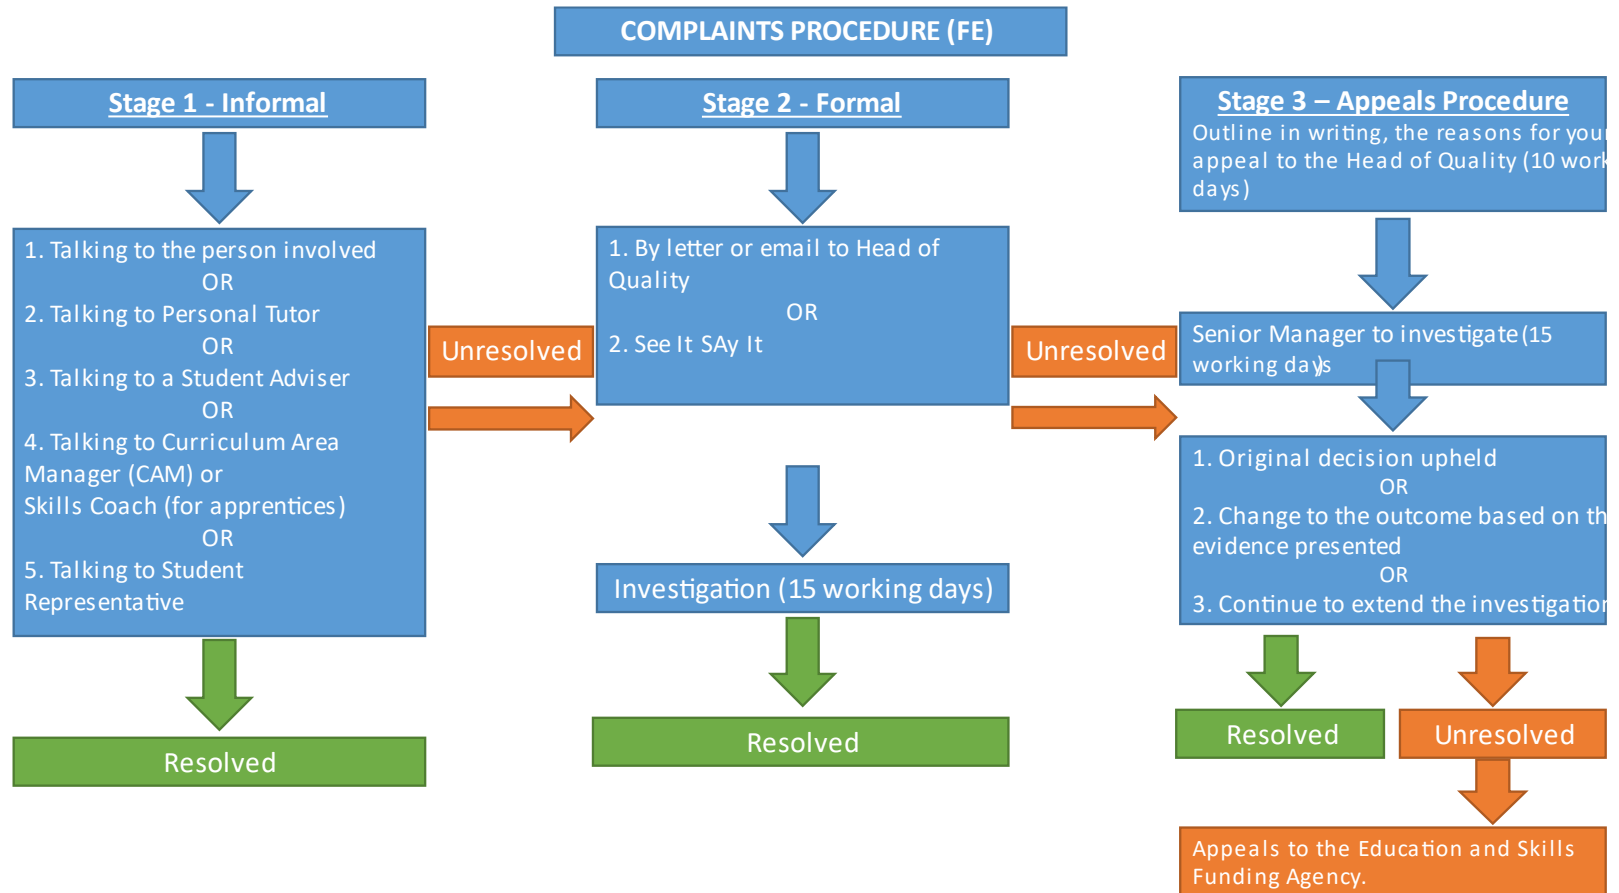 COMPLAINTS PROCEDURE (FE)
Stage 1 - Informal
1. Talking to the person involved
OR
2. Talking to Personal Tutor
OR
3. Talking to a Student Adviser
OR
4. Talking to Curriculum Area
Manager (CAM) or
Skills Coach (for apprentices)
OR
5. Talking to Student
Representative
Resolved
Unresolved
Stage 2 - Formal
1. By letter or email to Head of
Quality
OR
2. See It SAy It
Investigation (15 working days)
Resolved
Unresolved
Stage 3 – Appeals Procedure
Outline in writing, the reasons for your
appeal to the Head of Quality (10 work
days)
Senior Manager to investigate (15
working days)
1. Original decision upheld
OR
2. Change to the outcome based on th
evidence presented
OR
3. Continue to extend the investigation
Resolved
Unresolved
Appeals to the Education and Skills
Funding Agency.